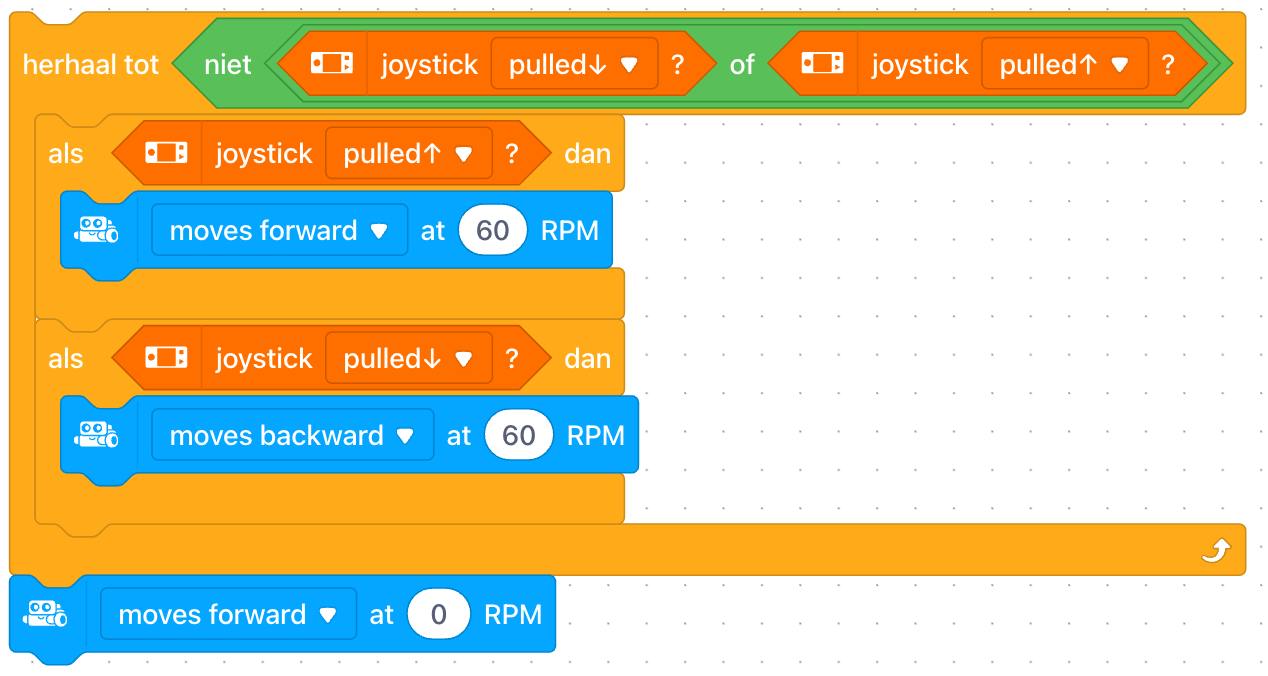 herhaal tot niet joystick pulled↓ ? of joystick pulled↑ ?
als joystick pulled↑ ? dan
moves forward at 60 RPM
als joystick pulled↓ ? dan
moves backward at 60 RPM
moves forward at 0 RPM